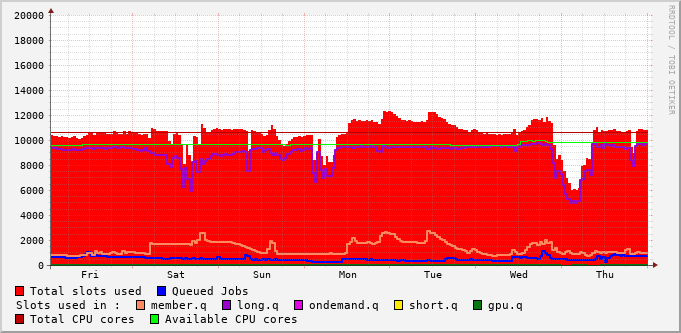 RRDTOOL / TOBI OETIKER
20000
18000
16000
14000
12000
10000
8000
6000
4000
2000
0
Fri Sat Sun Mon Tue Wed Thu
Total slots used Queued Jobs
Slots used in : member.q long.q ondemand.q short.q gpu.q
Total CPU cores Available CPU cores